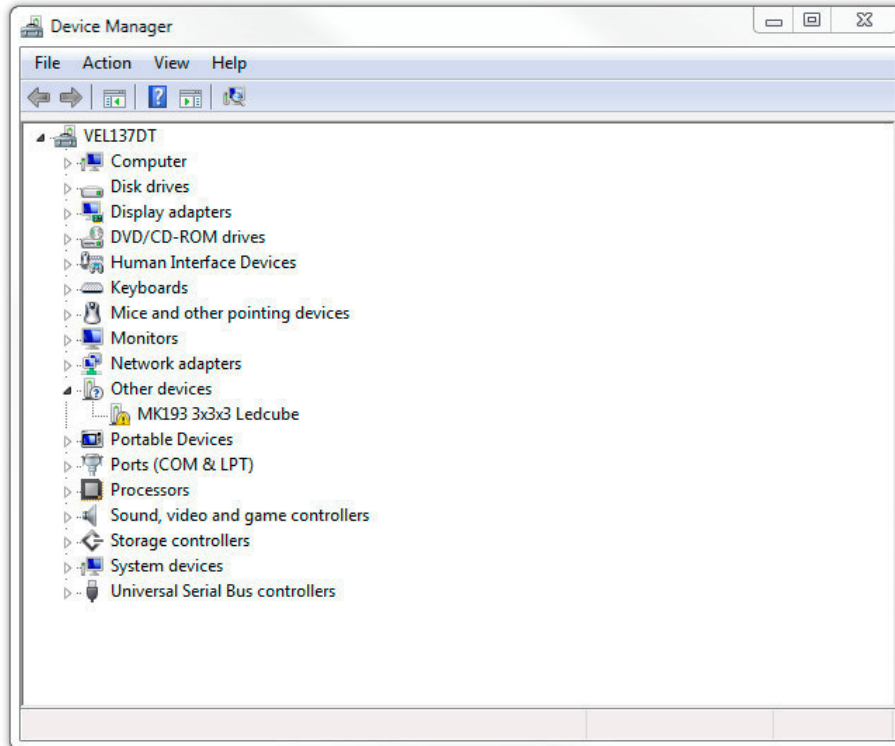 Device Manager
File Action View Help
VEL137DT
Computer
Disk drives
Display adapters
DVD/CD-ROM drives
Human Interface Devices
Keyboards
Mice and other pointing devices
Monitors
Network adapters
Other devices
MK193 3x3x3 Ledcube
Portable Devices
Ports (COM & LPT)
Processors
Sound, video and game controllers
Storage controllers
System devices
Universal Serial Bus controllers